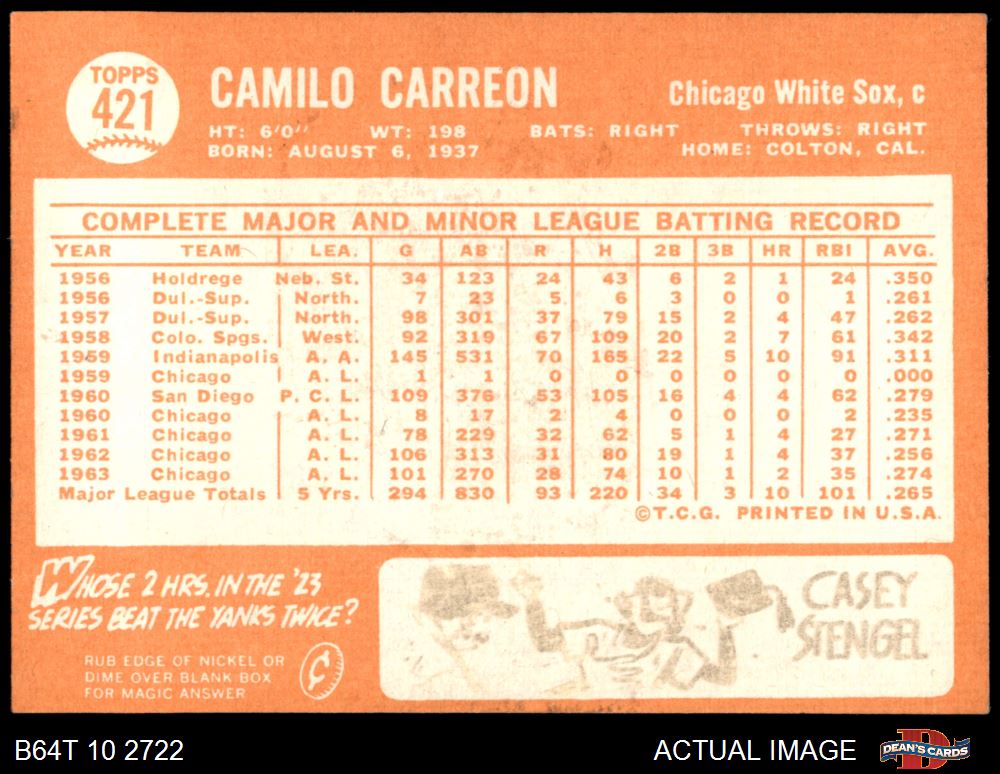 TOPPS
421
CAMILO CARREON
Chicago White Sox, c
HT: 6'0" WT: 198 BATS: RIGHT THROWS: RIGHT
BORN: AUGUST 6, 1937 HOME: COLTON, CAL.
COMPLETE MAJOR AND MINOR LEAGUE BATTING RECORD
YEAR TEAM LEA. G AB R H 2B 3B HR RBI AVG.
1956 Holdrege Neb. St. 34 123 24 43 6 2 1 24 .350
1956 Dul.-Sup. North. 7 23 5 6 3 0 0 1 .261
1957 Dul.-Sup. North. 98 301 37 79 15 2 4 47 .262
1958 Colo. Spgs. West. 92 319 67 109 20 2 7 61 .342
1959 Indianapolis A. A. 145 531 70 165 22 5 10 91 .311
1959 Chicago A. L. 1 1 0 0 0 0 0 0 .000
1960 San Diego P. C. L. 109 376 53 105 16 4 4 62 .279
1960 Chicago A. L. 8 17 2 4 0 0 0 2 .235
1961 Chicago A. L. 78 229 32 62 5 1 4 27 .271
1962 Chicago A. L. 106 313 31 80 19 1 4 37 .256
1963 Chicago A. L. 101 270 28 74 10 1 2 35 .274
Major League Totals 5 Yrs. 294 830 93 220 34 3 10 101 .265
©T.C.G. PRINTED IN U.S.A.
WHOSE 2 HRS. IN THE '23
SERIES BEAT THE YANKS TWICE?
RUB EDGE OF NICKEL OR
DIME OVER BLANK BOX
FOR MAGIC ANSWER
CASEY
STENGEL
B64T 10 2722
ACTUAL IMAGE
DEAN'S CARDS